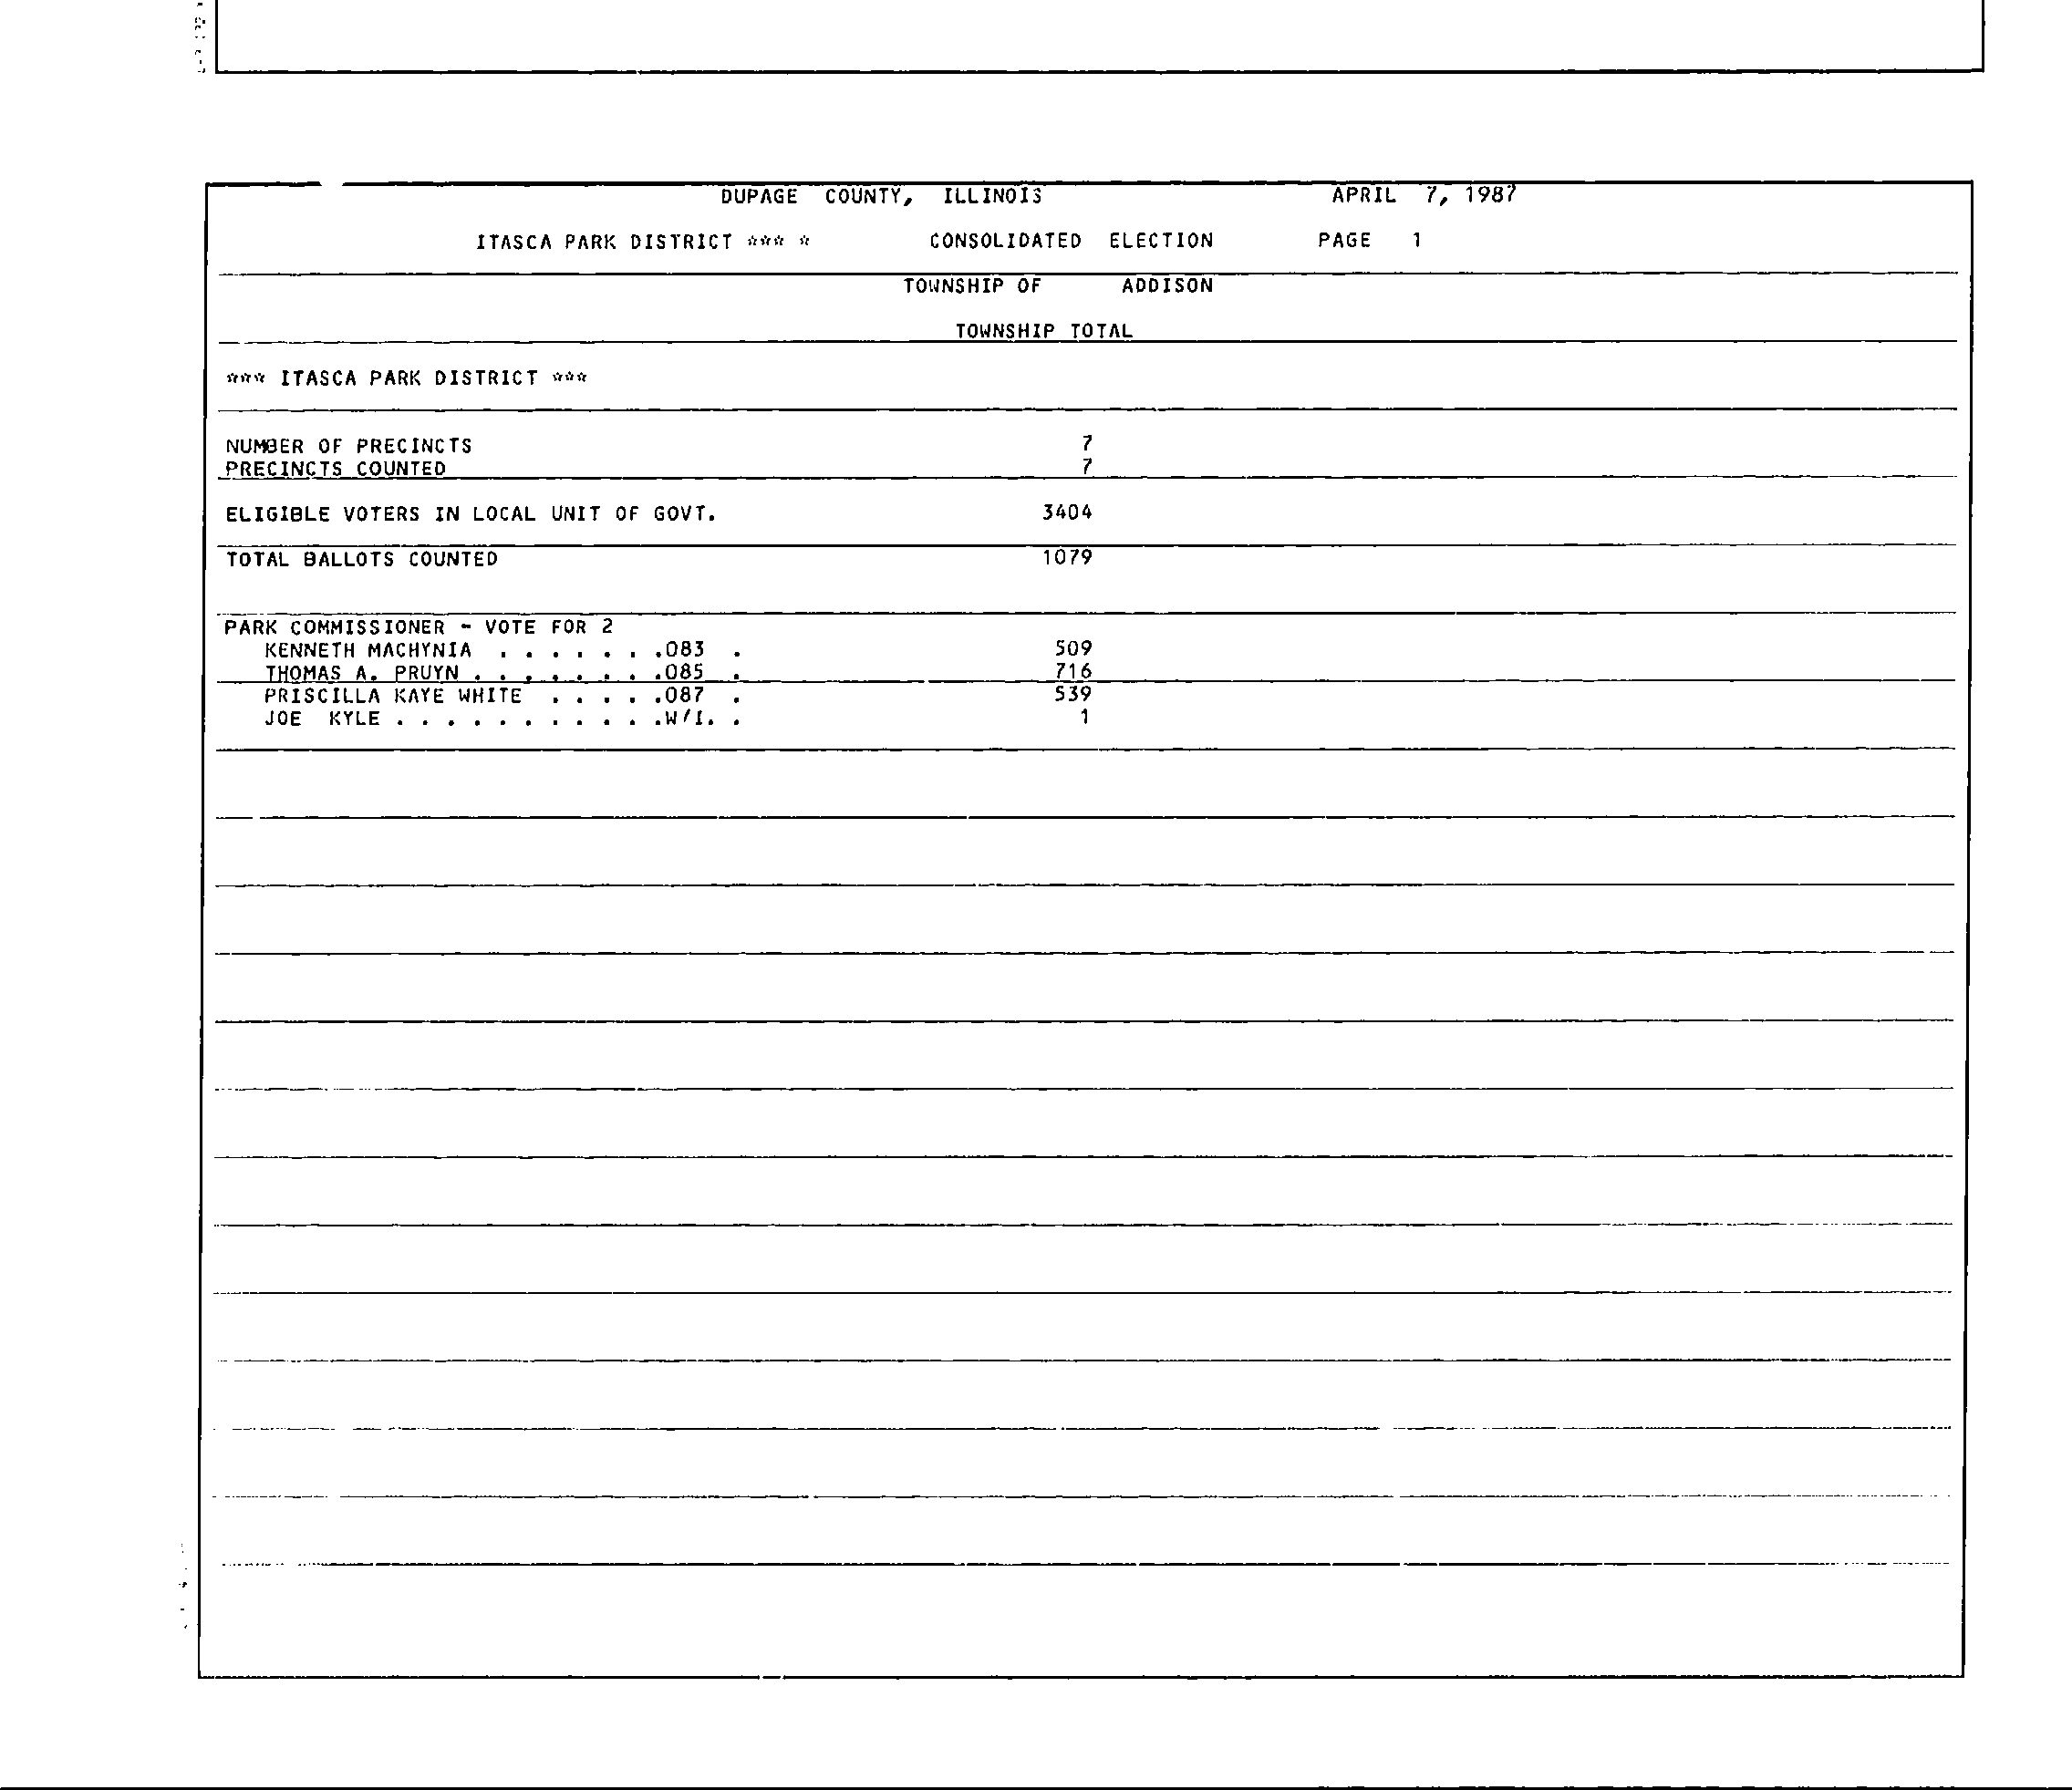 DUPAGE COUNTY, ILLINOIS APRIL 7, 1987
ITASCA PARK DISTRICT *** * CONSOLIDATED ELECTION PAGE 1
TOWNSHIP OF ADDISON
TOWNSHIP TOTAL
*** ITASCA PARK DISTRICT ***
NUMBER OF PRECINCTS 7
PRECINCTS COUNTED 7
ELIGIBLE VOTERS IN LOCAL UNIT OF GOVT. 3404
TOTAL BALLOTS COUNTED 1079
PARK COMMISSIONER - VOTE FOR 2
KENNETH MACHYNIA . . . . . . .083 . 509
THOMAS A. PRUYN . . . . . . . .085 . 716
PRISCILLA KAYE WHITE . . . . .087 . 539
JOE KYLE . . . . . . . . . . .W/I. . 1